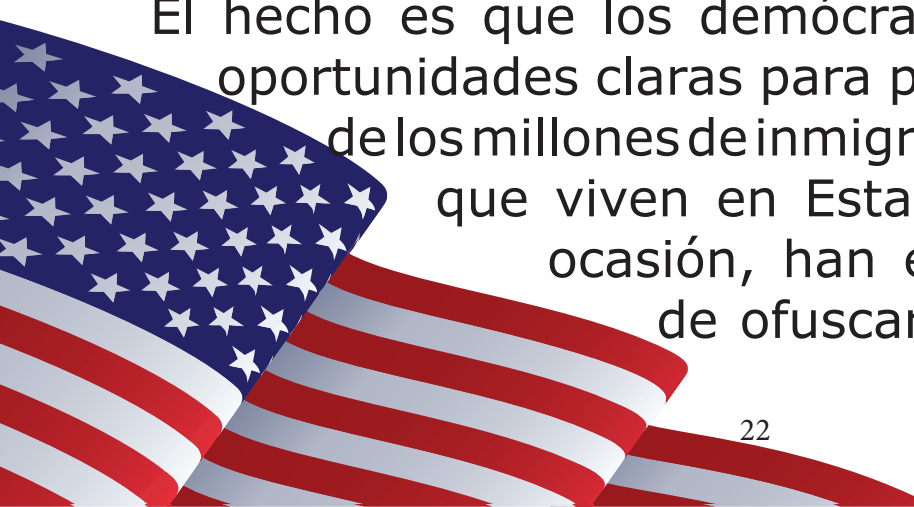 El hecho es que los demócra
oportunidades claras para p
de los millones de inmigr
que viven en Esta
ocasión, han e
de ofuscar
22